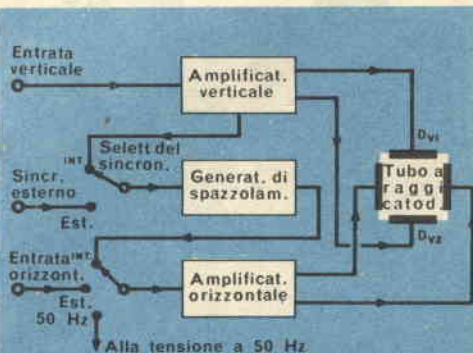 Entrata
verticale
Amplificat.
verticale
DV1
Selett del
sincron.
INT.
Sincr.
esterno
Est.
Generat. di
spazzolam.
Tubo a
raggi
catod.
DV2
Entrata
orizzont.
INT.
Est.
50 Hz
Amplificat.
orizzontale
Alla tensione a 50 Hz